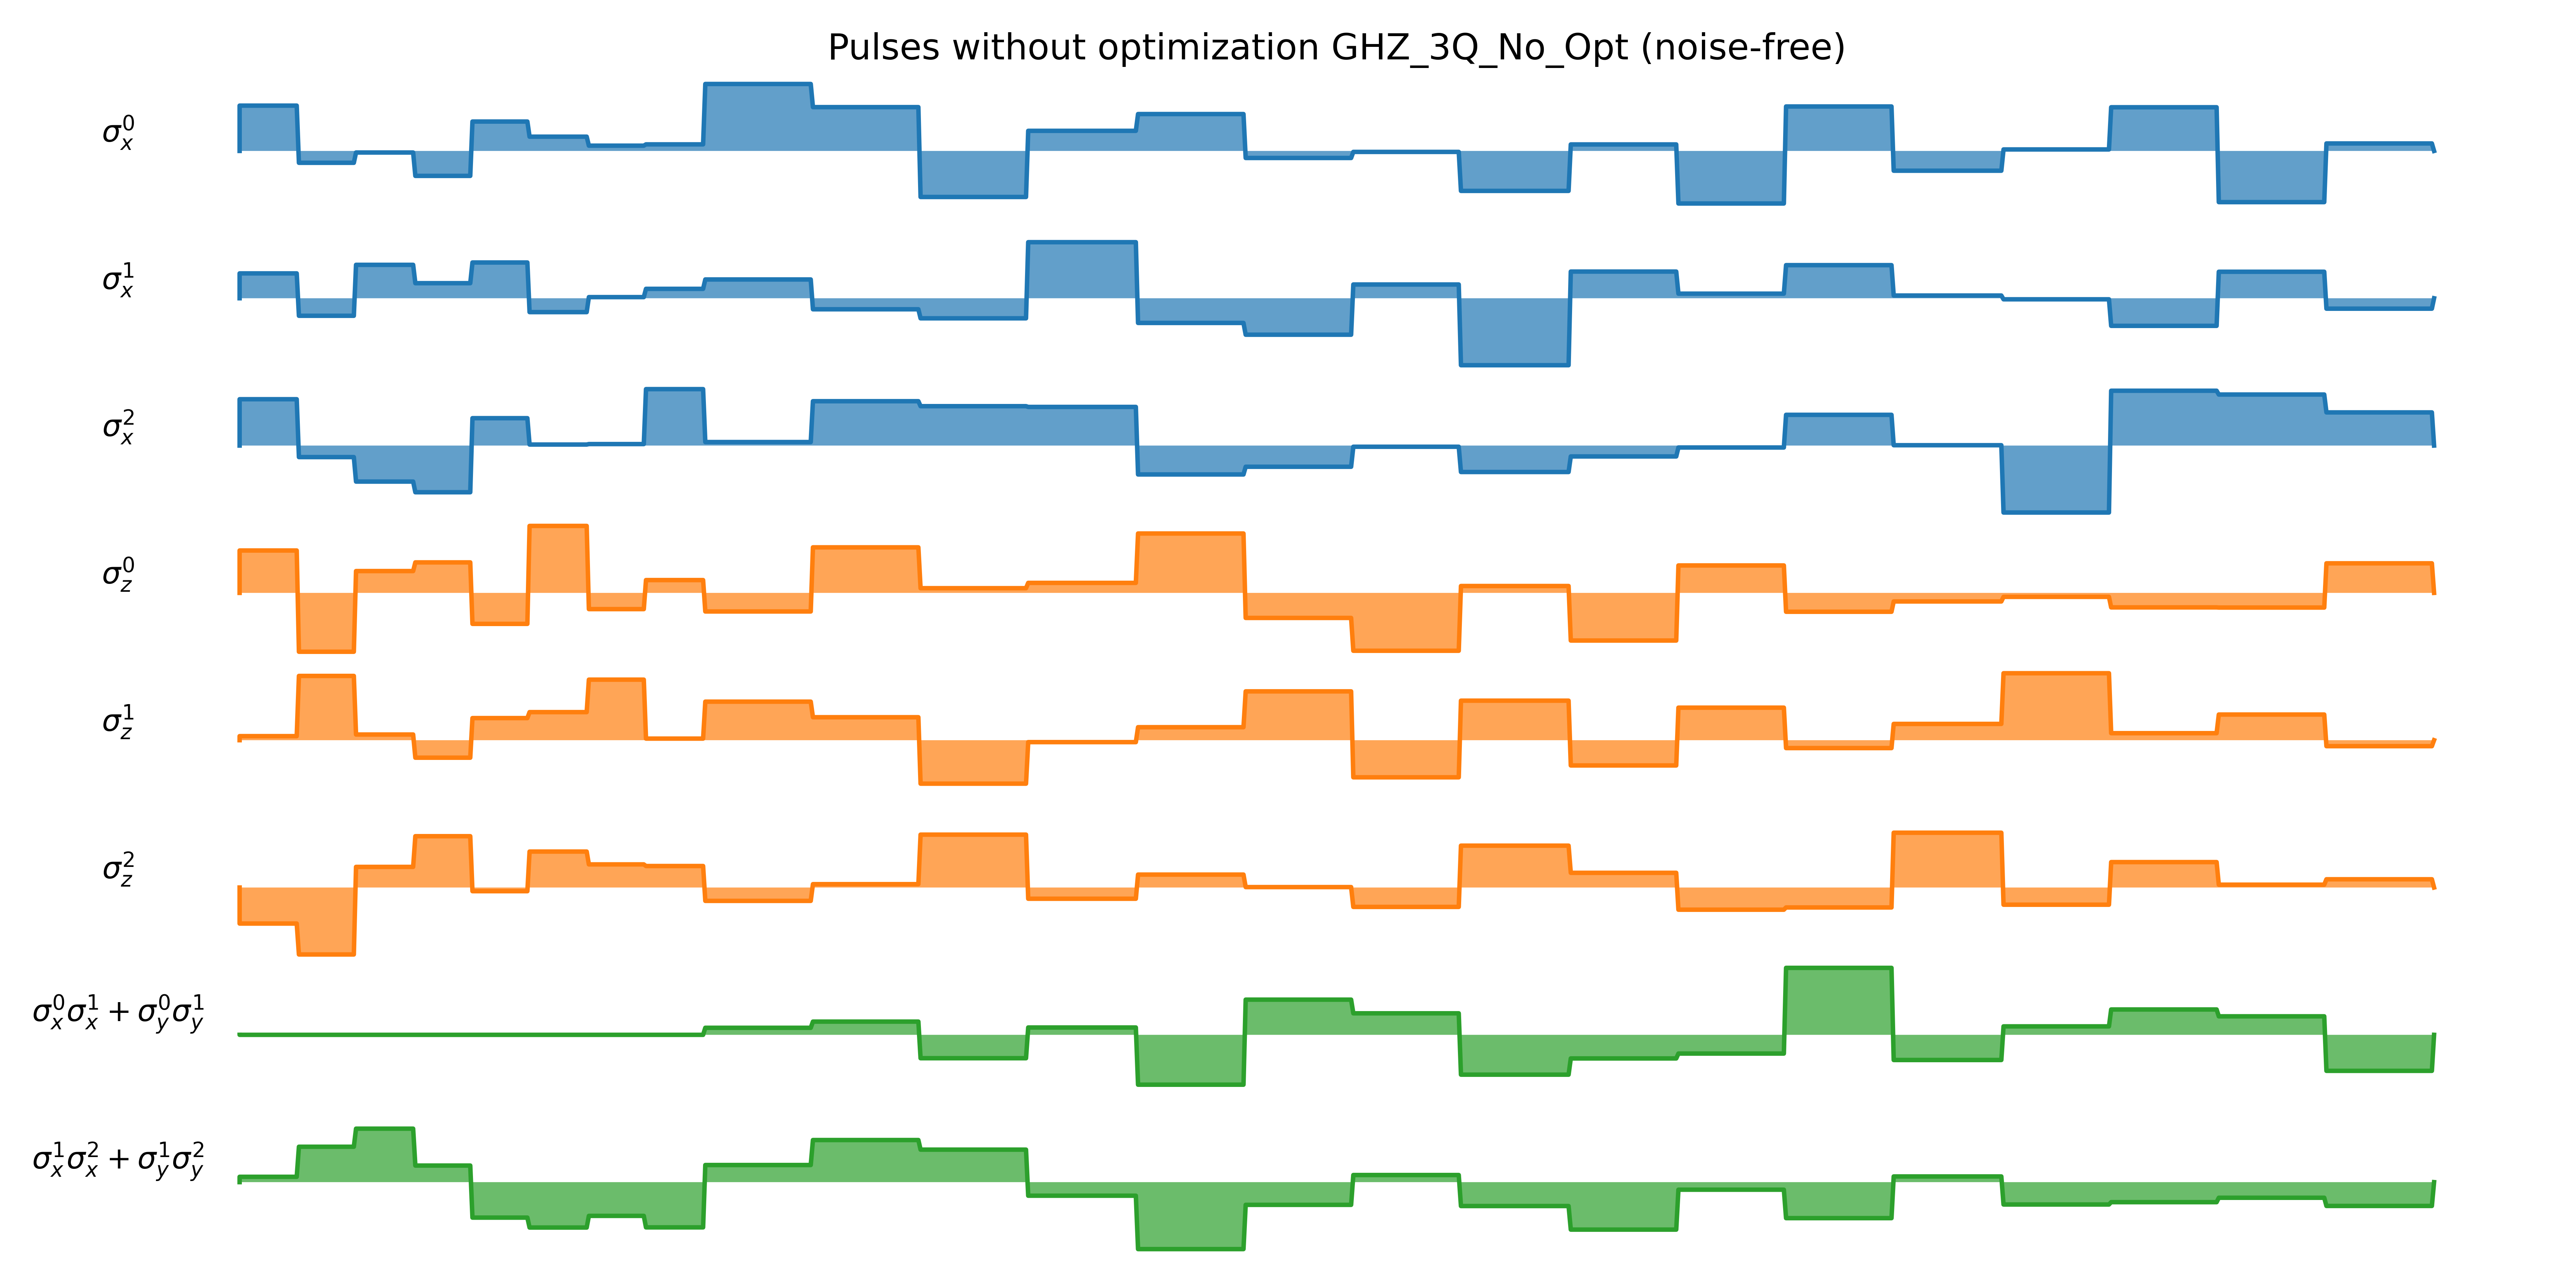 Pulses without optimization GHZ_3Q_No_Opt (noise-free)
σ_x^0
σ_x^1
σ_x^2
σ_z^0
σ_z^1
σ_z^2
σ_x^0σ_x^1 + σ_y^0σ_y^1
σ_x^1σ_x^2 + σ_y^1σ_y^2